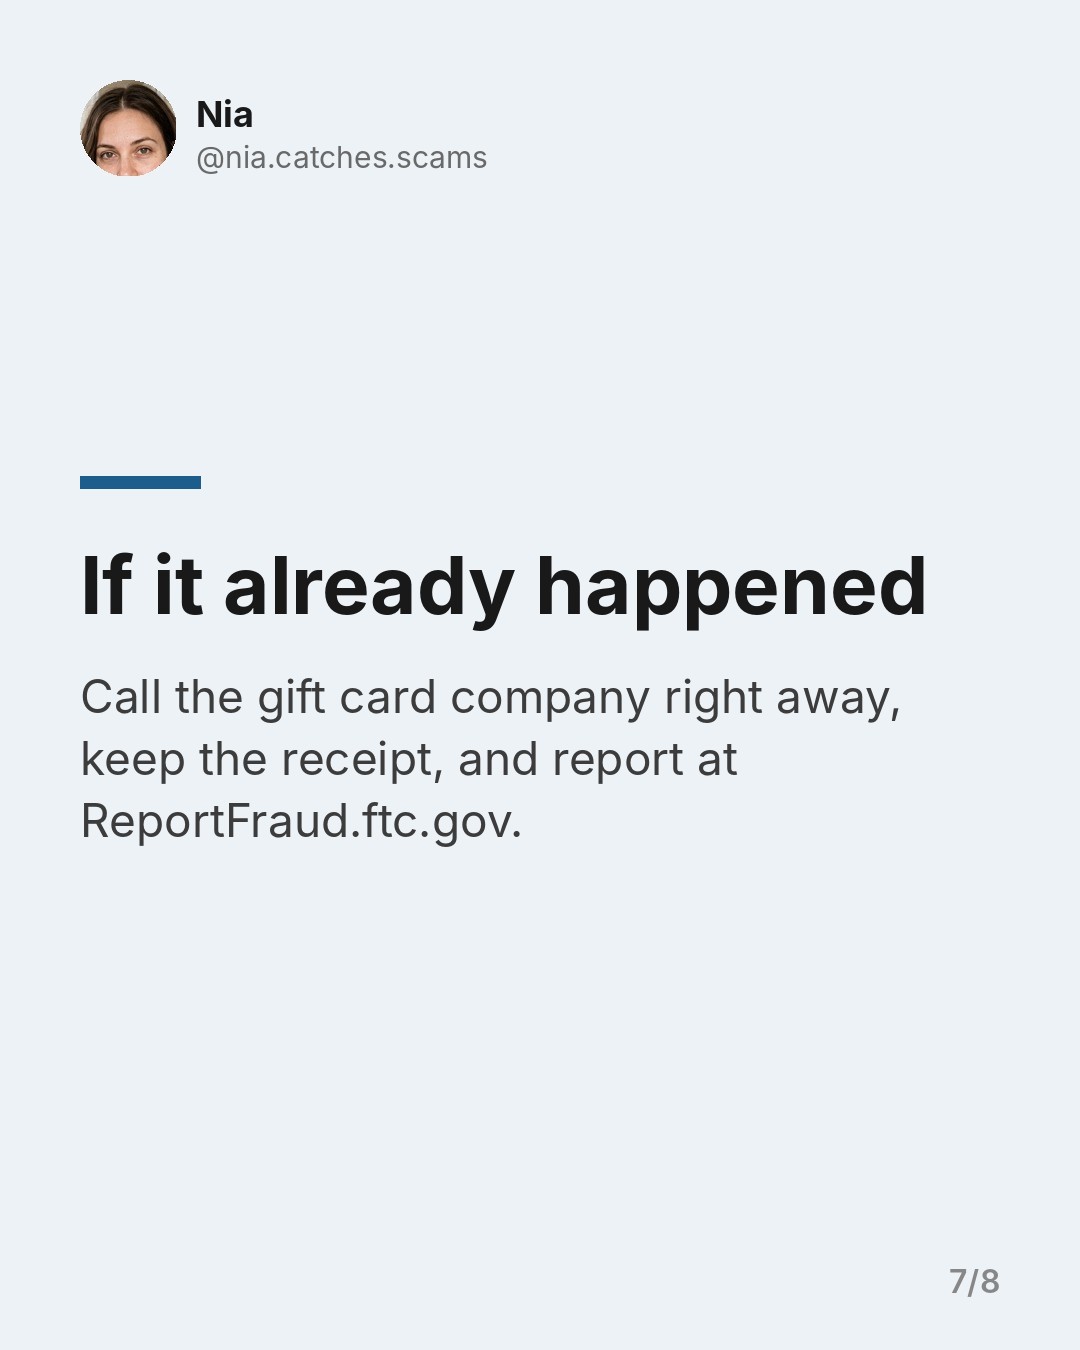 Nia
@nia.catches.scams
If it already happened
Call the gift card company right away,
keep the receipt, and report at
ReportFraud.ftc.gov.
7/8